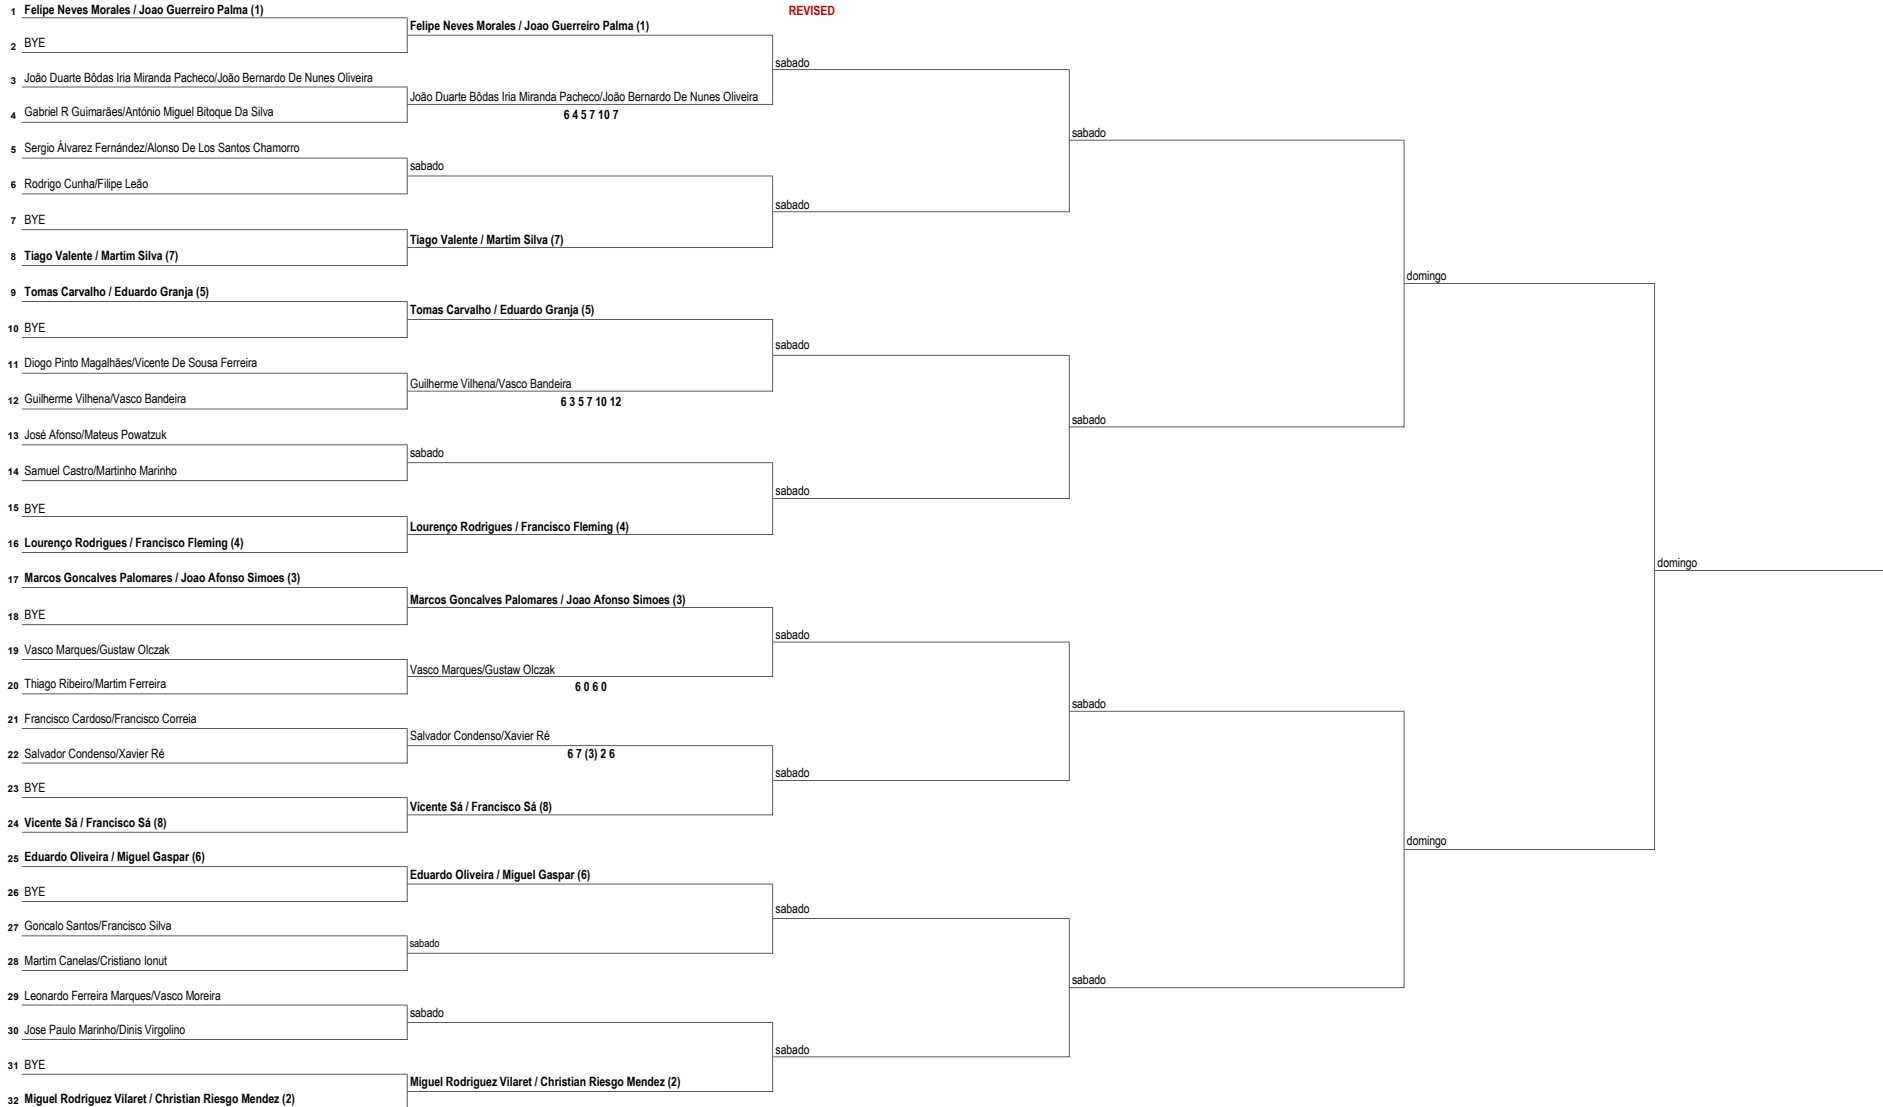 REVISED
1 Felipe Neves Morales / Joao Guerreiro Palma (1)
2 BYE
3 João Duarte Bôdas Iria Miranda Pacheco/João Bernardo De Nunes Oliveira
4 Gabriel R Guimarães/António Miguel Bitoque Da Silva
5 Sergio Álvarez Fernández/Alonso De Los Santos Chamorro
6 Rodrigo Cunha/Filipe Leão
7 BYE
8 Tiago Valente / Martim Silva (7)
9 Tomas Carvalho / Eduardo Granja (5)
10 BYE
11 Diogo Pinto Magalhães/Vicente De Sousa Ferreira
12 Guilherme Vilhena/Vasco Bandeira
13 José Afonso/Mateus Powatzuk
14 Samuel Castro/Martinho Marinho
15 BYE
16 Lourenço Rodrigues / Francisco Fleming (4)
17 Marcos Goncalves Palomares / Joao Afonso Simoes (3)
18 BYE
19 Vasco Marques/Gustaw Olczak
20 Thiago Ribeiro/Martim Ferreira
21 Francisco Cardoso/Francisco Correia
22 Salvador Condenso/Xavier Ré
23 BYE
24 Vicente Sá / Francisco Sá (8)
25 Eduardo Oliveira / Miguel Gaspar (6)
26 BYE
27 Goncalo Santos/Francisco Silva
28 Martim Canelas/Cristiano Ionut
29 Leonardo Ferreira Marques/Vasco Moreira
30 Jose Paulo Marinho/Dinis Virgolino
31 BYE
32 Miguel Rodriguez Vilaret / Christian Riesgo Mendez (2)
Felipe Neves Morales / Joao Guerreiro Palma (1)
João Duarte Bôdas Iria Miranda Pacheco/João Bernardo De Nunes Oliveira
6 4 5 7 10 7
sabado
Tiago Valente / Martim Silva (7)
Tomas Carvalho / Eduardo Granja (5)
Guilherme Vilhena/Vasco Bandeira
6 3 5 7 10 12
sabado
Lourenço Rodrigues / Francisco Fleming (4)
Marcos Goncalves Palomares / Joao Afonso Simoes (3)
Vasco Marques/Gustaw Olczak
6 0 6 0
Salvador Condenso/Xavier Ré
6 7 (3) 2 6
Vicente Sá / Francisco Sá (8)
Eduardo Oliveira / Miguel Gaspar (6)
sabado
sabado
Miguel Rodriguez Vilaret / Christian Riesgo Mendez (2)
sabado
sabado
sabado
sabado
sabado
sabado
sabado
sabado
sabado
sabado
sabado
sabado
domingo
domingo
domingo